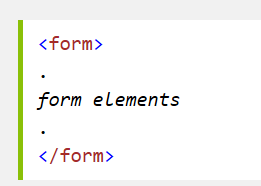 <form>
.
form elements
.
</form>